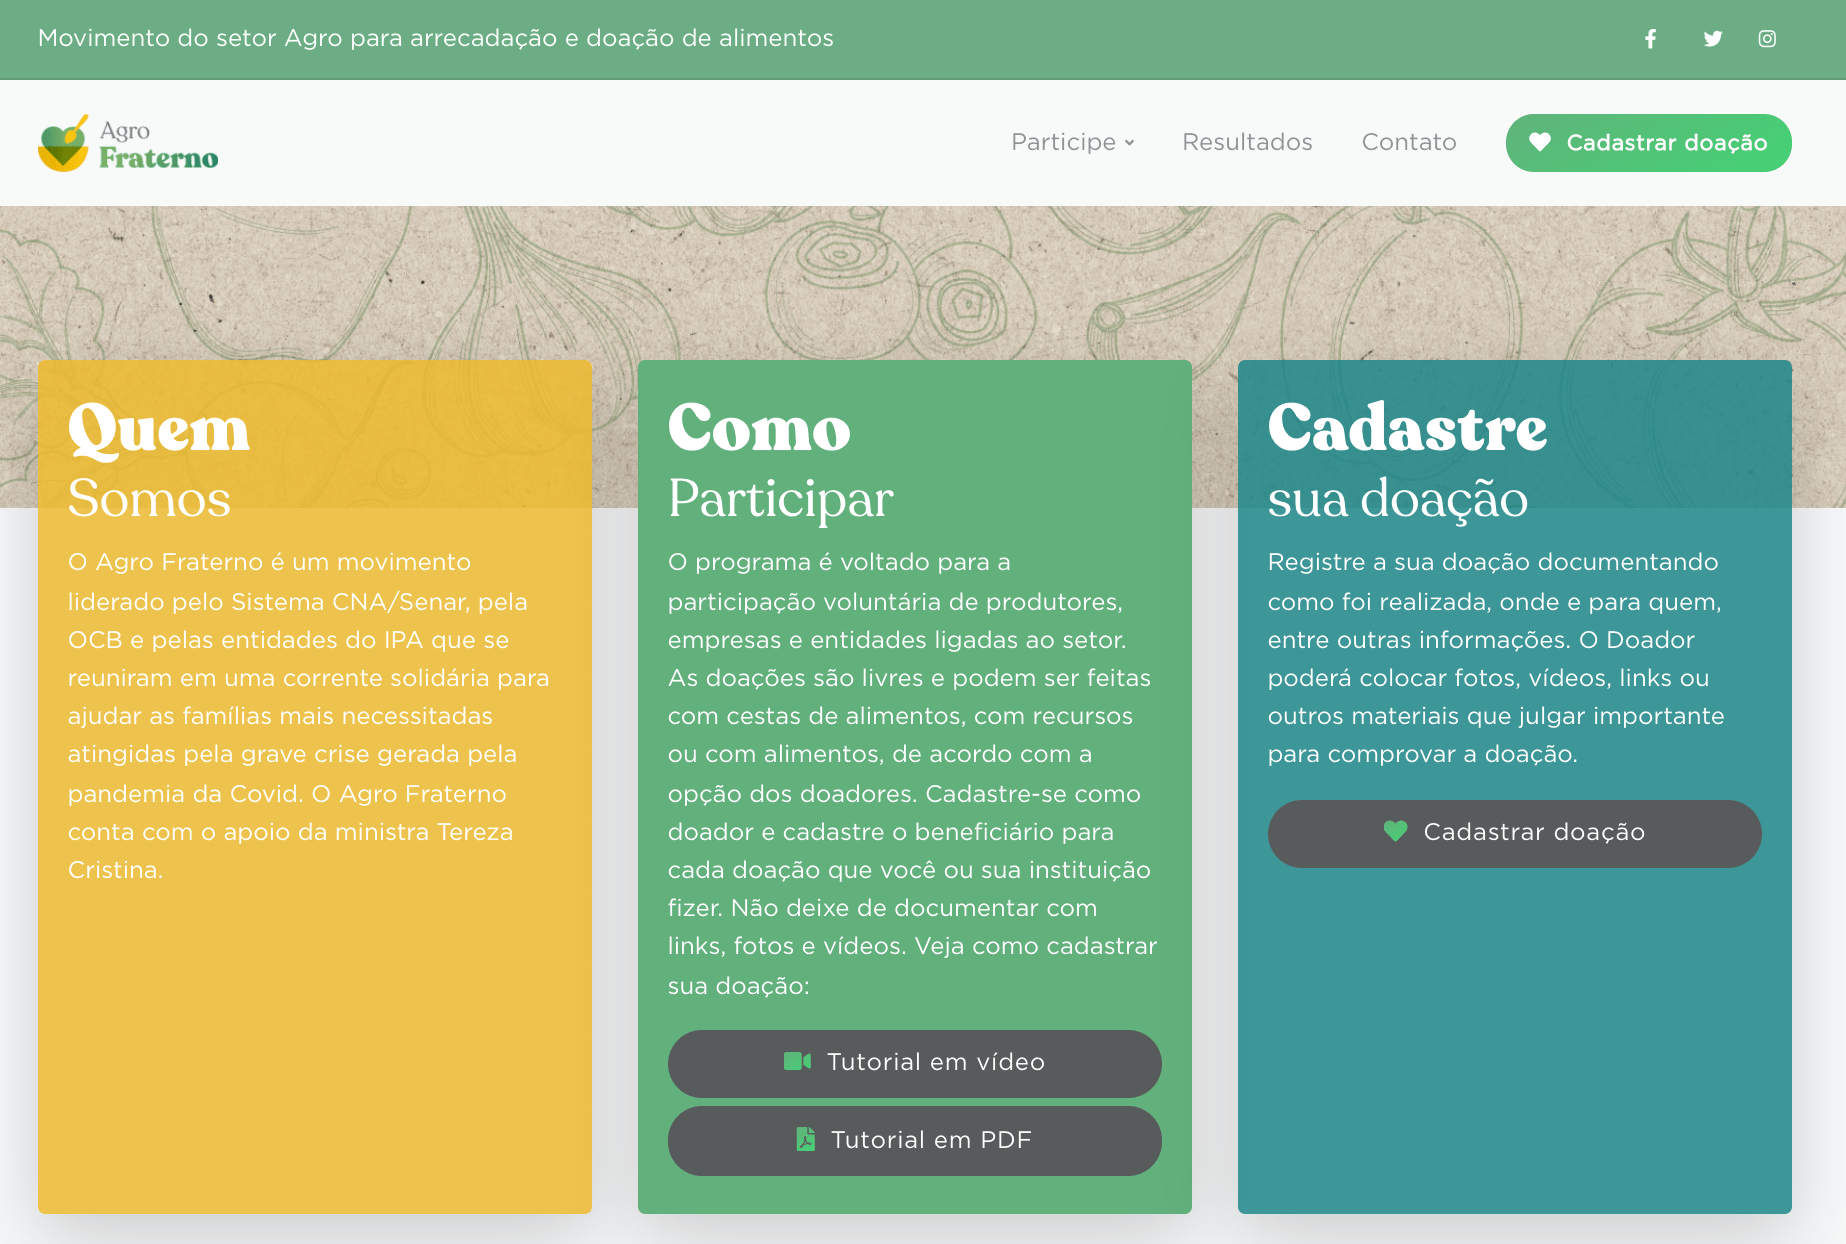 Movimento do setor Agro para arrecadação e doação de alimentos
Agro
Fraterno
Participe
Resultados
Contato
Cadastrar doação
Quem
Somos
O Agro Fraterno é um movimento
liderado pelo Sistema CNA/Senar, pela
OCB e pelas entidades do IPA que se
reuniram em uma corrente solidária para
ajudar as famílias mais necessitadas
atingidas pela grave crise gerada pela
pandemia da Covid. O Agro Fraterno
conta com o apoio da ministra Tereza
Cristina.
Como
Participar
O programa é voltado para a
participação voluntária de produtores,
empresas e entidades ligadas ao setor.
As doações são livres e podem ser feitas
com cestas de alimentos, com recursos
ou com alimentos, de acordo com a
opção dos doadores. Cadastre-se como
doador e cadastre o beneficiário para
cada doação que você ou sua instituição
fizer. Não deixe de documentar com
links, fotos e vídeos. Veja como cadastrar
sua doação:
Tutorial em vídeo
Tutorial em PDF
Cadastre
sua doação
Registre a sua doação documentando
como foi realizada, onde e para quem,
entre outras informações. O Doador
poderá colocar fotos, vídeos, links ou
outros materiais que julgar importante
para comprovar a doação.
Cadastrar doação